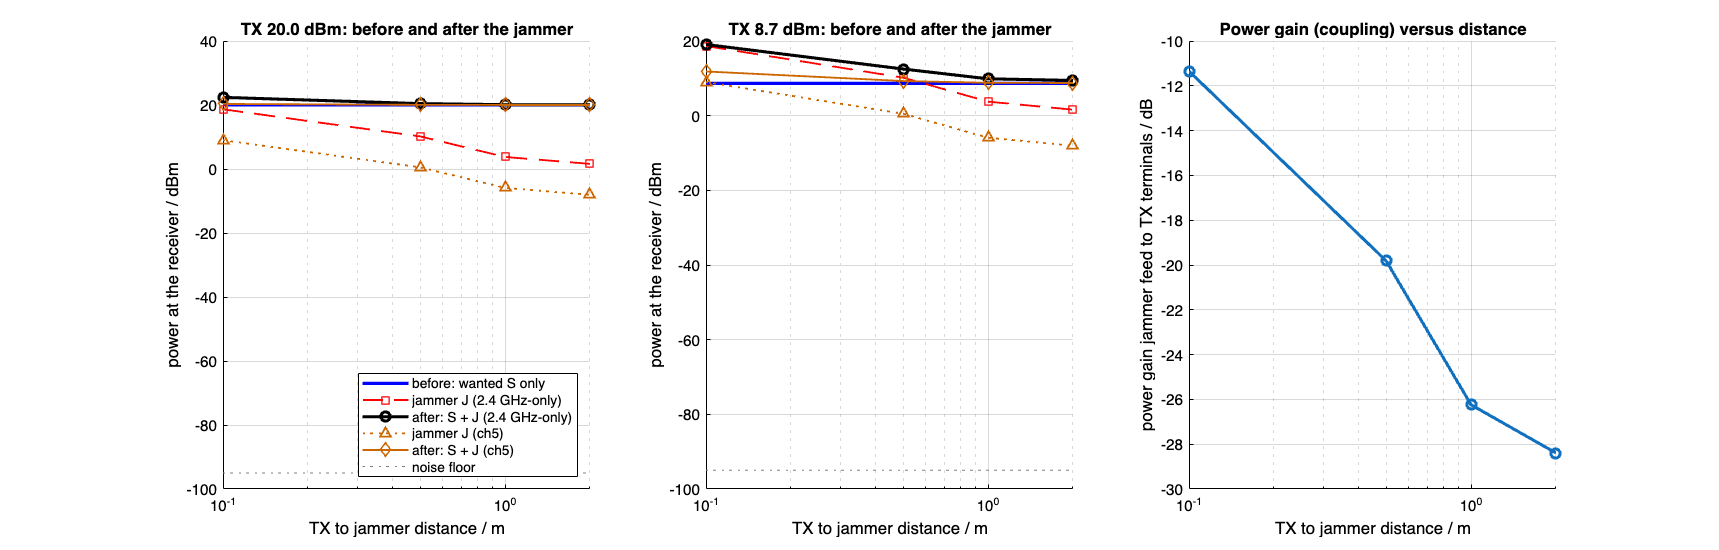 TX 20.0 dBm: before and after the jammer
40
20
0
-20
-40
-60
-80
-100
10-1
100
power at the receiver / dBm
TX to jammer distance / m
before: wanted S only
jammer J (2.4 GHz-only)
after: S + J (2.4 GHz-only)
jammer J (ch5)
after: S + J (ch5)
noise floor
TX 8.7 dBm: before and after the jammer
20
0
-20
-40
-60
-80
-100
10-1
100
power at the receiver / dBm
TX to jammer distance / m
Power gain (coupling) versus distance
-10
-12
-14
-16
-18
-20
-22
-24
-26
-28
-30
10-1
100
power gain jammer feed to TX terminals / dB
TX to jammer distance / m